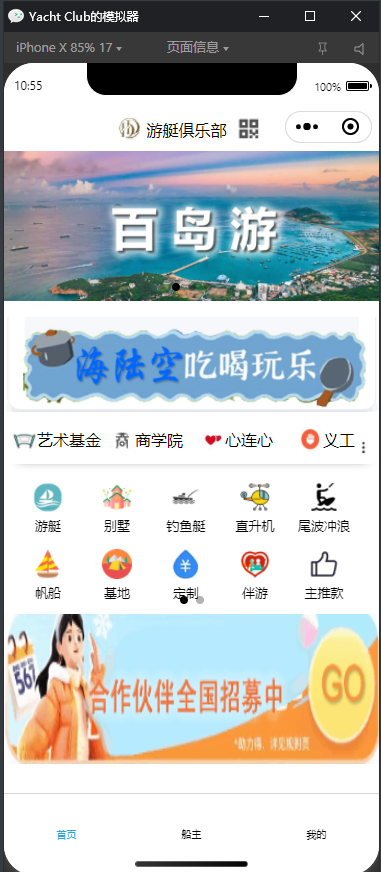 Yacht Club的模拟器
iPhone X 85% 17
页面信息
10:55
100%
游艇俱乐部
百岛游
海陆空吃喝玩乐
艺术基金
商学院
心连心
义工
游艇
别墅
钓鱼艇
直升机
尾波冲浪
帆船
基地
定制
伴游
主推款
56
合作伙伴全国招募中
GO
*助力得、详见规则页
首页
船主
我的